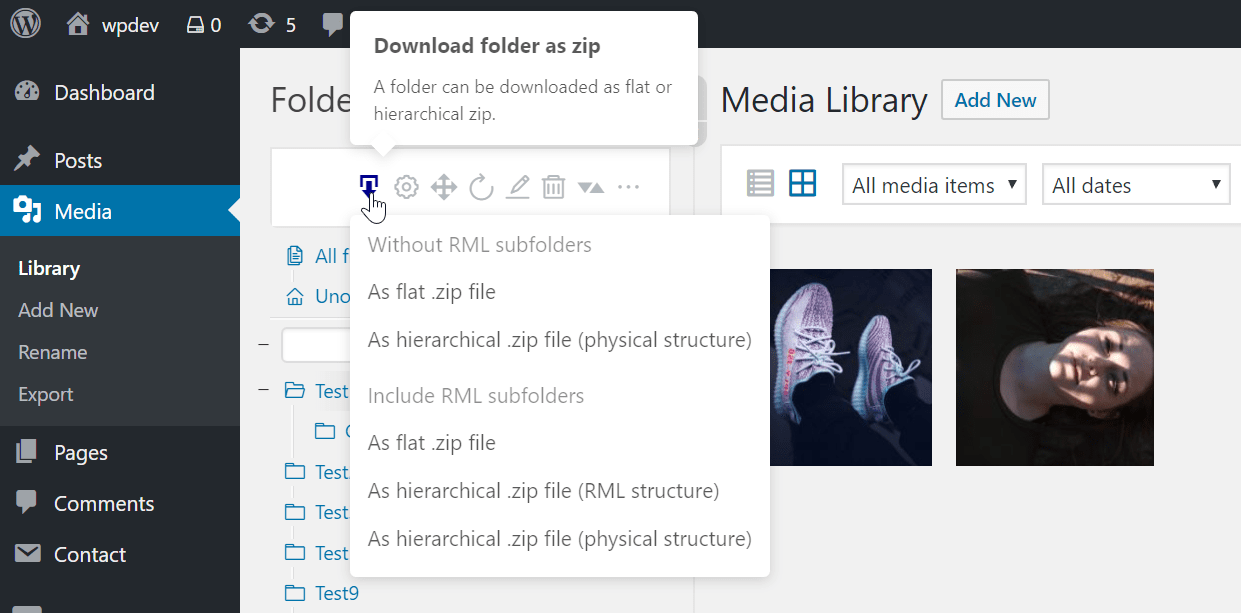 wpdev
0
5
Download folder as zip
A folder can be downloaded as flat or
hierarchical zip.
Dashboard
Posts
Media
Library
Add New
Rename
Export
Pages
Comments
Contact
Media Library
Add New
All media items
All dates
Without RML subfolders
As flat .zip file
As hierarchical .zip file (physical structure)
Include RML subfolders
As flat .zip file
As hierarchical .zip file (RML structure)
As hierarchical .zip file (physical structure)
Folde
All f
Uno
Test
Test
Test
Test
Test9